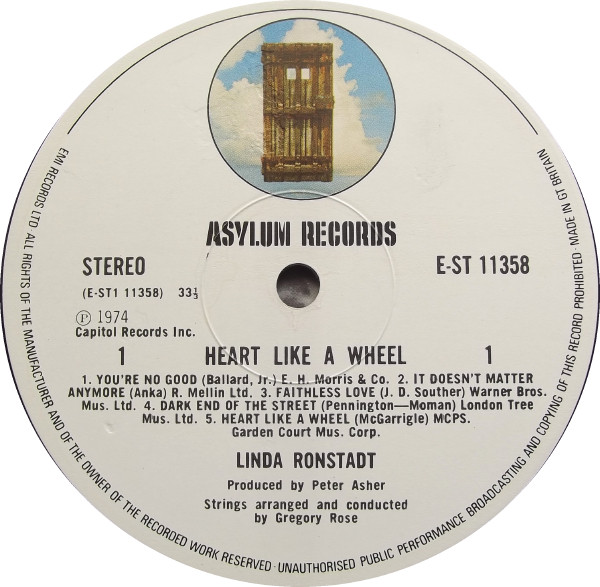 ASYLUM RECORDS
STEREO
E-ST 11358
(E-ST1 11358) 33⅓
Ⓟ 1974
Capitol Records Inc.
1 HEART LIKE A WHEEL 1
1. YOU'RE NO GOOD (Ballard, Jr.) E. H. Morris & Co. 2. IT DOESN'T MATTER
ANYMORE (Anka) R. Mellin Ltd. 3. FAITHLESS LOVE (J. D. Souther) Warner Bros.
Mus. Ltd. 4. DARK END OF THE STREET (Pennington—Moman) London Tree
Mus. Ltd. 5. HEART LIKE A WHEEL (McGarrigle) MCPS.
Garden Court Mus. Corp.
LINDA RONSTADT
Produced by Peter Asher
Strings arranged and conducted
by Gregory Rose
EMI RECORDS LTD ALL RIGHTS OF THE MANUFACTURER AND OF THE OWNER OF THE RECORDED WORK RESERVED · UNAUTHORISED PUBLIC PERFORMANCE BROADCASTING AND COPYING OF THIS RECORD PROHIBITED · MADE IN GT BRITAIN